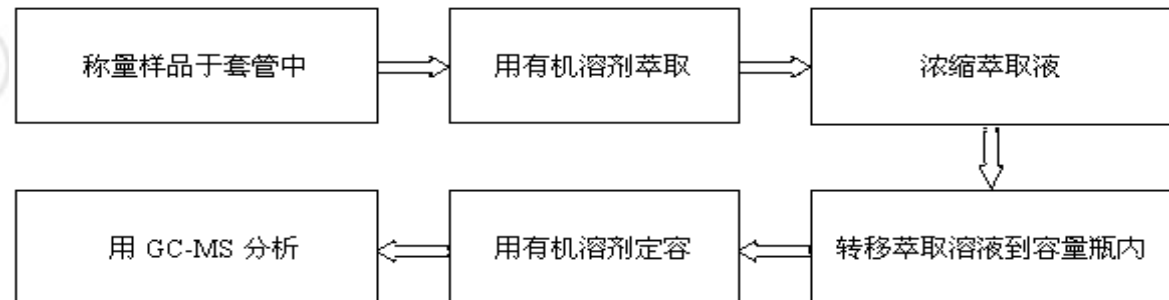 称量样品于套管中
用有机溶剂萃取
浓缩萃取液
转移萃取溶液到容量瓶内
用有机溶剂定容
用 GC-MS 分析